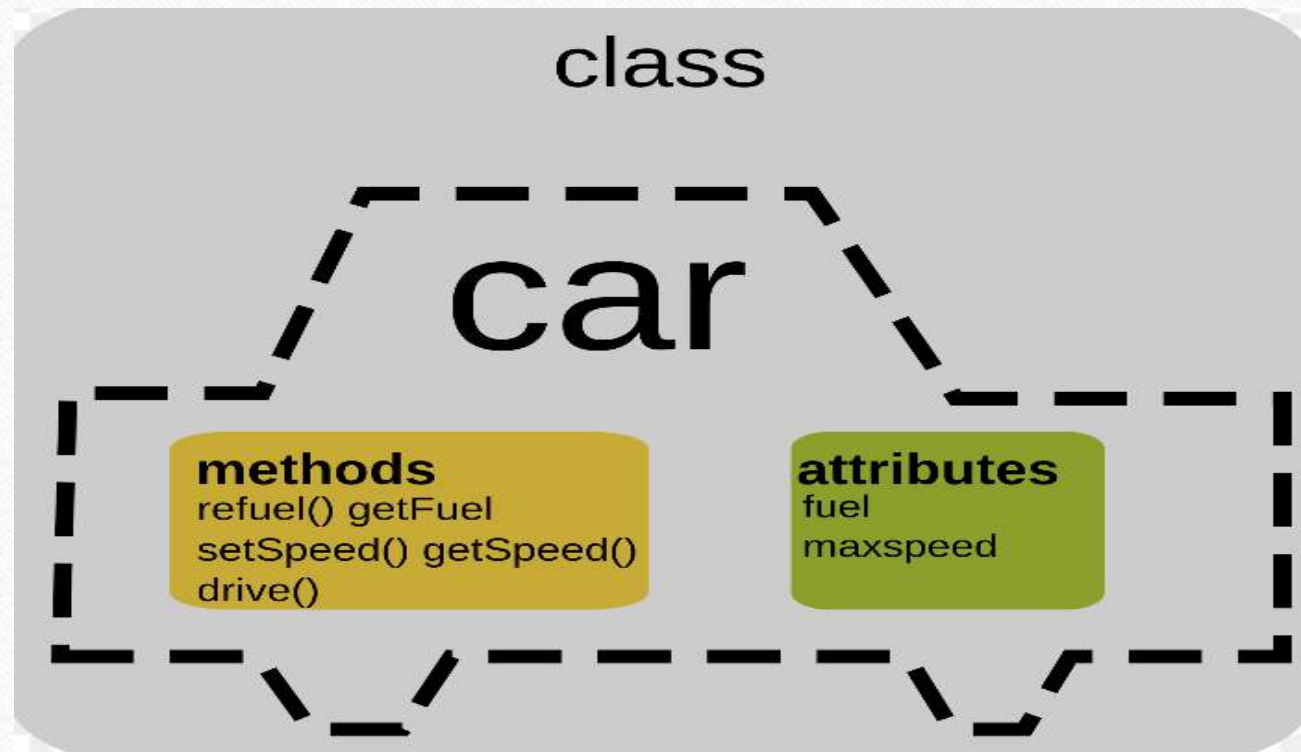 class
car
methods
refuel() getFuel
setSpeed() getSpeed()
drive()
attributes
fuel
maxspeed